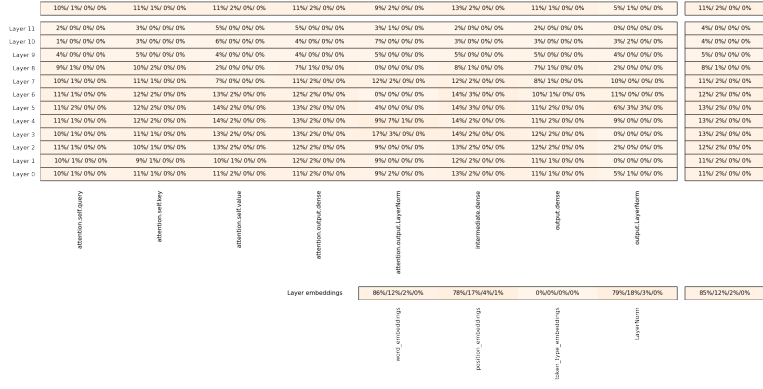 10%/ 1%/ 0%/ 0% 11%/ 1%/ 0%/ 0% 11%/ 2%/ 0%/ 0% 11%/ 2%/ 0%/ 0% 9%/ 2%/ 0%/ 0% 13%/ 2%/ 0%/ 0% 11%/ 1%/ 0%/ 0% 5%/ 1%/ 0%/ 0% 11%/ 2%/ 0%/ 0%
Layer 11 2%/ 0%/ 0%/ 0% 3%/ 0%/ 0%/ 0% 5%/ 0%/ 0%/ 0% 5%/ 0%/ 0%/ 0% 3%/ 1%/ 0%/ 0% 2%/ 0%/ 0%/ 0% 2%/ 0%/ 0%/ 0% 0%/ 0%/ 0%/ 0% 4%/ 0%/ 0%/ 0%
Layer 10 1%/ 0%/ 0%/ 0% 3%/ 0%/ 0%/ 0% 6%/ 0%/ 0%/ 0% 4%/ 0%/ 0%/ 0% 7%/ 0%/ 0%/ 0% 3%/ 0%/ 0%/ 0% 3%/ 0%/ 0%/ 0% 3%/ 2%/ 0%/ 0% 4%/ 0%/ 0%/ 0%
Layer 9 4%/ 0%/ 0%/ 0% 5%/ 0%/ 0%/ 0% 4%/ 0%/ 0%/ 0% 4%/ 0%/ 0%/ 0% 5%/ 0%/ 0%/ 0% 5%/ 0%/ 0%/ 0% 5%/ 0%/ 0%/ 0% 4%/ 0%/ 0%/ 0% 5%/ 0%/ 0%/ 0%
Layer 8 9%/ 1%/ 0%/ 0% 10%/ 2%/ 0%/ 0% 2%/ 0%/ 0%/ 0% 7%/ 1%/ 0%/ 0% 0%/ 0%/ 0%/ 0% 8%/ 1%/ 0%/ 0% 7%/ 1%/ 0%/ 0% 2%/ 0%/ 0%/ 0% 8%/ 1%/ 0%/ 0%
Layer 7 10%/ 1%/ 0%/ 0% 11%/ 1%/ 0%/ 0% 7%/ 0%/ 0%/ 0% 11%/ 2%/ 0%/ 0% 12%/ 2%/ 0%/ 0% 12%/ 2%/ 0%/ 0% 8%/ 1%/ 0%/ 0% 10%/ 0%/ 0%/ 0% 11%/ 2%/ 0%/ 0%
Layer 6 11%/ 1%/ 0%/ 0% 12%/ 2%/ 0%/ 0% 13%/ 2%/ 0%/ 0% 12%/ 2%/ 0%/ 0% 0%/ 0%/ 0%/ 0% 14%/ 3%/ 0%/ 0% 10%/ 1%/ 0%/ 0% 11%/ 0%/ 0%/ 0% 12%/ 2%/ 0%/ 0%
Layer 5 11%/ 2%/ 0%/ 0% 12%/ 2%/ 0%/ 0% 14%/ 2%/ 0%/ 0% 13%/ 2%/ 0%/ 0% 4%/ 0%/ 0%/ 0% 14%/ 3%/ 0%/ 0% 11%/ 2%/ 0%/ 0% 6%/ 3%/ 3%/ 0% 13%/ 2%/ 0%/ 0%
Layer 4 11%/ 1%/ 0%/ 0% 12%/ 2%/ 0%/ 0% 14%/ 2%/ 0%/ 0% 13%/ 2%/ 0%/ 0% 9%/ 7%/ 1%/ 0% 14%/ 2%/ 0%/ 0% 11%/ 2%/ 0%/ 0% 9%/ 0%/ 0%/ 0% 13%/ 2%/ 0%/ 0%
Layer 3 10%/ 1%/ 0%/ 0% 11%/ 1%/ 0%/ 0% 13%/ 2%/ 0%/ 0% 13%/ 2%/ 0%/ 0% 17%/ 3%/ 0%/ 0% 14%/ 2%/ 0%/ 0% 12%/ 2%/ 0%/ 0% 0%/ 0%/ 0%/ 0% 13%/ 2%/ 0%/ 0%
Layer 2 11%/ 1%/ 0%/ 0% 10%/ 1%/ 0%/ 0% 13%/ 2%/ 0%/ 0% 12%/ 2%/ 0%/ 0% 9%/ 0%/ 0%/ 0% 13%/ 2%/ 0%/ 0% 12%/ 2%/ 0%/ 0% 2%/ 0%/ 0%/ 0% 12%/ 2%/ 0%/ 0%
Layer 1 10%/ 1%/ 0%/ 0% 9%/ 1%/ 0%/ 0% 10%/ 1%/ 0%/ 0% 12%/ 2%/ 0%/ 0% 9%/ 0%/ 0%/ 0% 12%/ 2%/ 0%/ 0% 11%/ 1%/ 0%/ 0% 0%/ 0%/ 0%/ 0% 11%/ 2%/ 0%/ 0%
Layer 0 10%/ 1%/ 0%/ 0% 11%/ 1%/ 0%/ 0% 11%/ 2%/ 0%/ 0% 11%/ 2%/ 0%/ 0% 9%/ 2%/ 0%/ 0% 13%/ 2%/ 0%/ 0% 11%/ 1%/ 0%/ 0% 5%/ 1%/ 0%/ 0% 11%/ 2%/ 0%/ 0%
attention.self.query
attention.self.key
attention.self.value
attention.output.dense
attention.output.LayerNorm
intermediate.dense
output.dense
output.LayerNorm
Layer embeddings 86%/12%/2%/0% 78%/17%/4%/1% 0%/0%/0%/0% 79%/18%/3%/0% 85%/12%/2%/0%
word_embeddings
position_embeddings
token_type_embeddings
LayerNorm